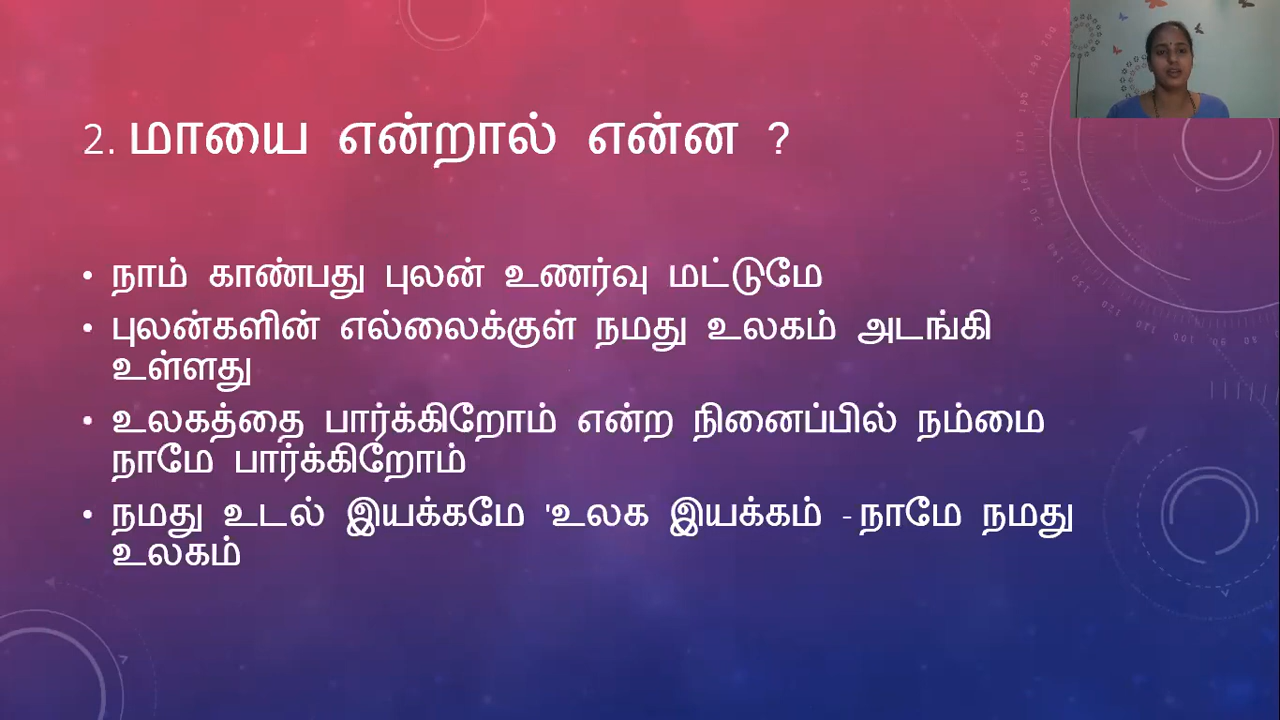 2. மாயை என்றால் என்ன ?
• நாம் காண்பது புலன் உணர்வு மட்டுமே
• புலன்களின் எல்லைக்குள் நமது உலகம் அடங்கி
உள்ளது
• உலகத்தை பார்க்கிறோம் என்ற நினைப்பில் நம்மை
நாமே பார்க்கிறோம்
• நமது உடல் இயக்கமே 'உலக இயக்கம் - நாமே நமது
உலகம்